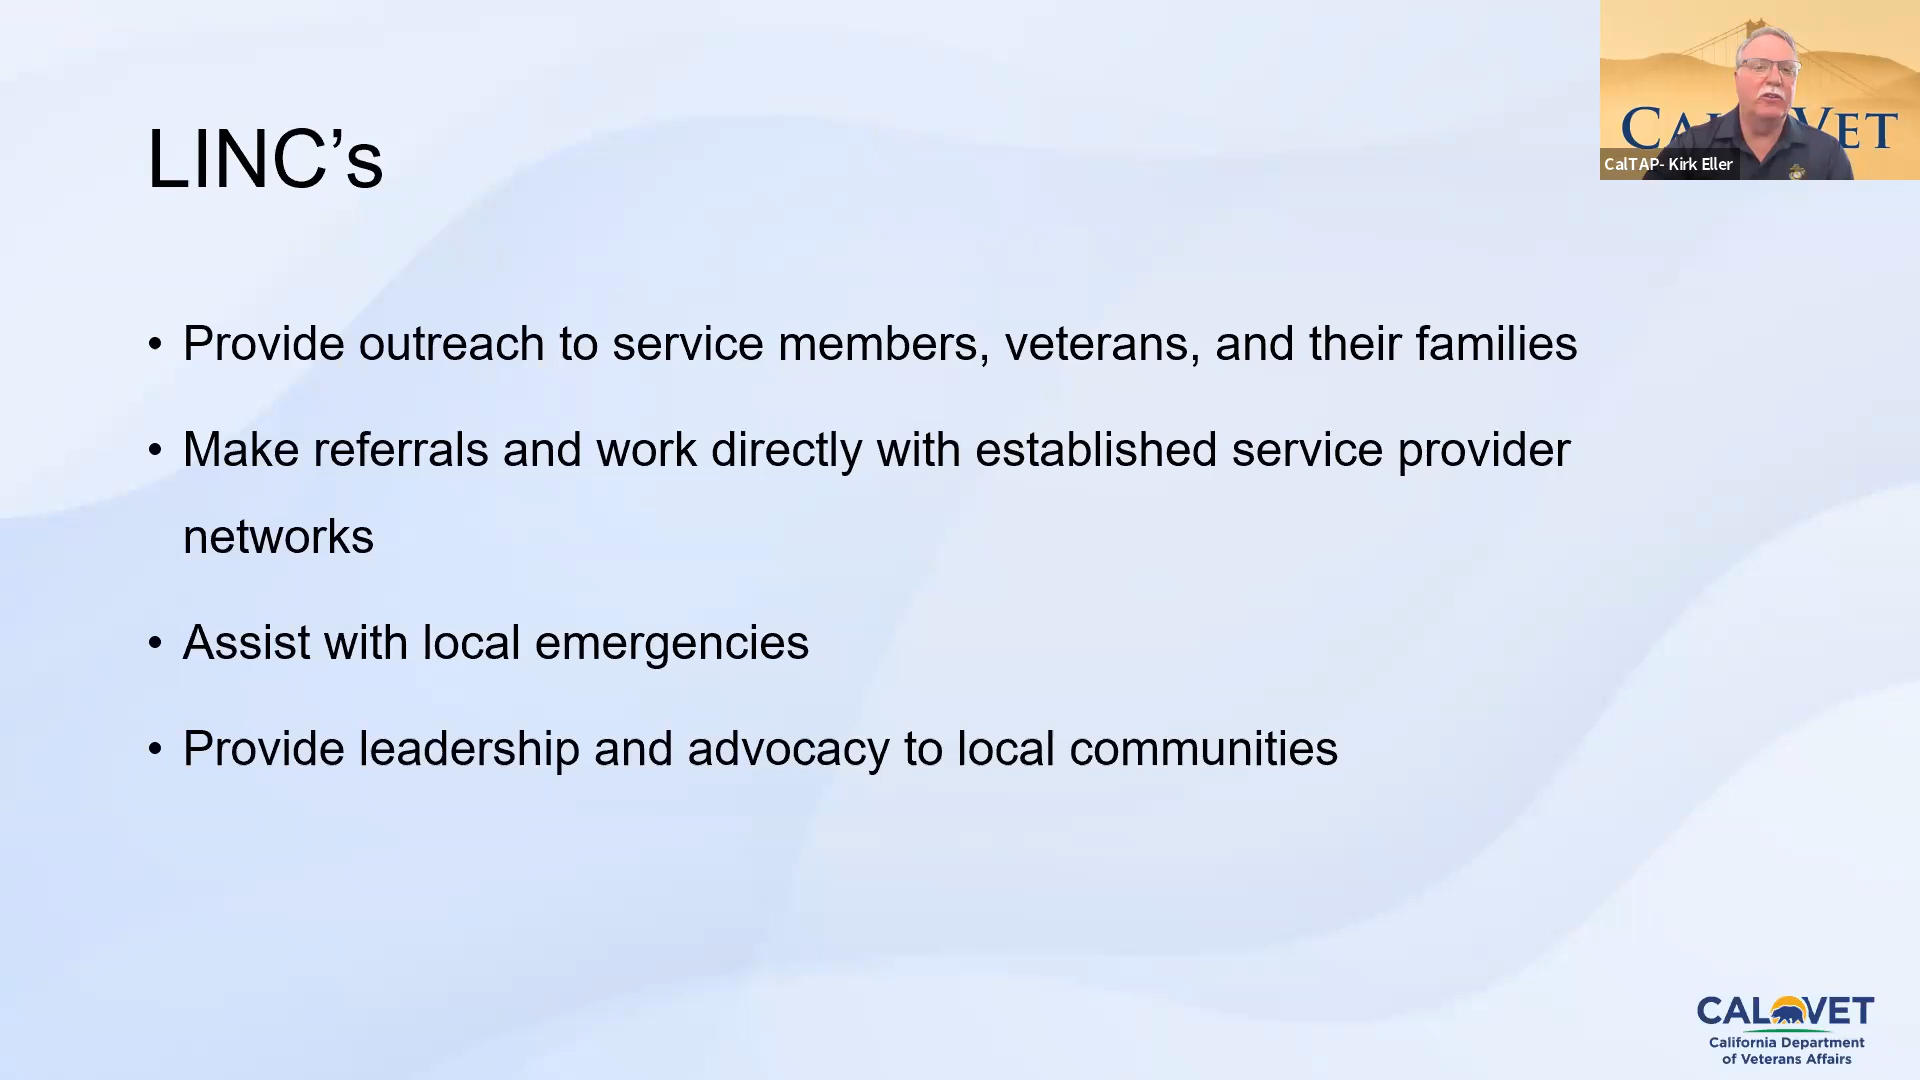 LINC’s
• Provide outreach to service members, veterans, and their families
• Make referrals and work directly with established service provider
networks
• Assist with local emergencies
• Provide leadership and advocacy to local communities
CalTAP- Kirk Eller
CALVET
California Department
of Veterans Affairs